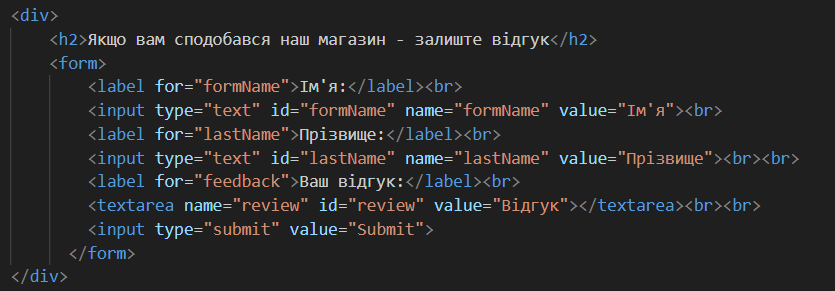 <div>
<h2>Якщо вам сподобався наш магазин - залиште відгук</h2>
<form>
<label for="formName">Ім'я:</label><br>
<input type="text" id="formName" name="formName" value="Ім'я"><br>
<label for="lastName">Прізвище:</label><br>
<input type="text" id="lastName" name="lastName" value="Прізвище"><br><br>
<label for="feedback">Ваш відгук:</label><br>
<textarea name="review" id="review" value="Відгук"></textarea><br><br>
<input type="submit" value="Submit">
</form>
</div>